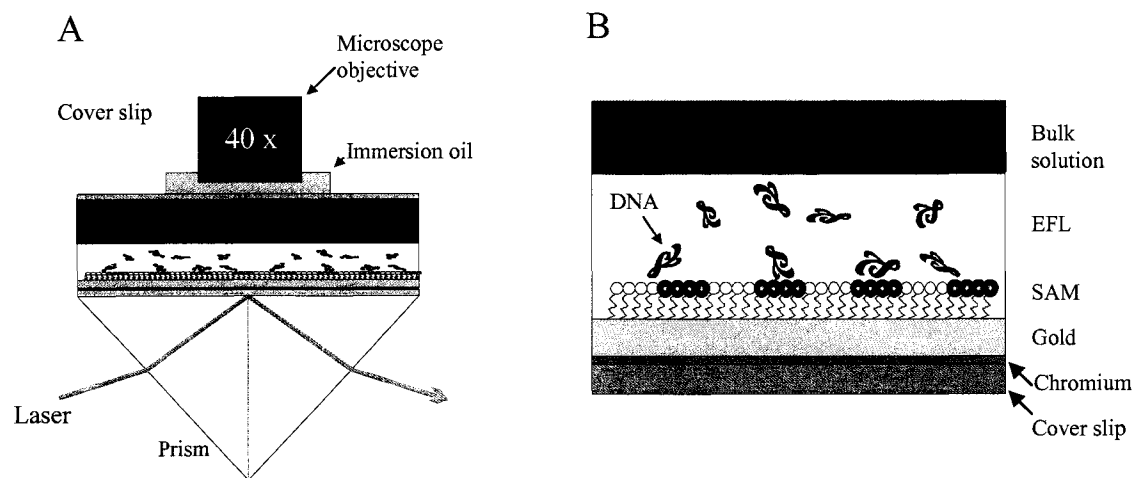 A
Microscope
objective
Cover slip
40 x
Immersion oil
Laser
Prism
B
Bulk
solution
DNA
EFL
SAM
Gold
Chromium
Cover slip